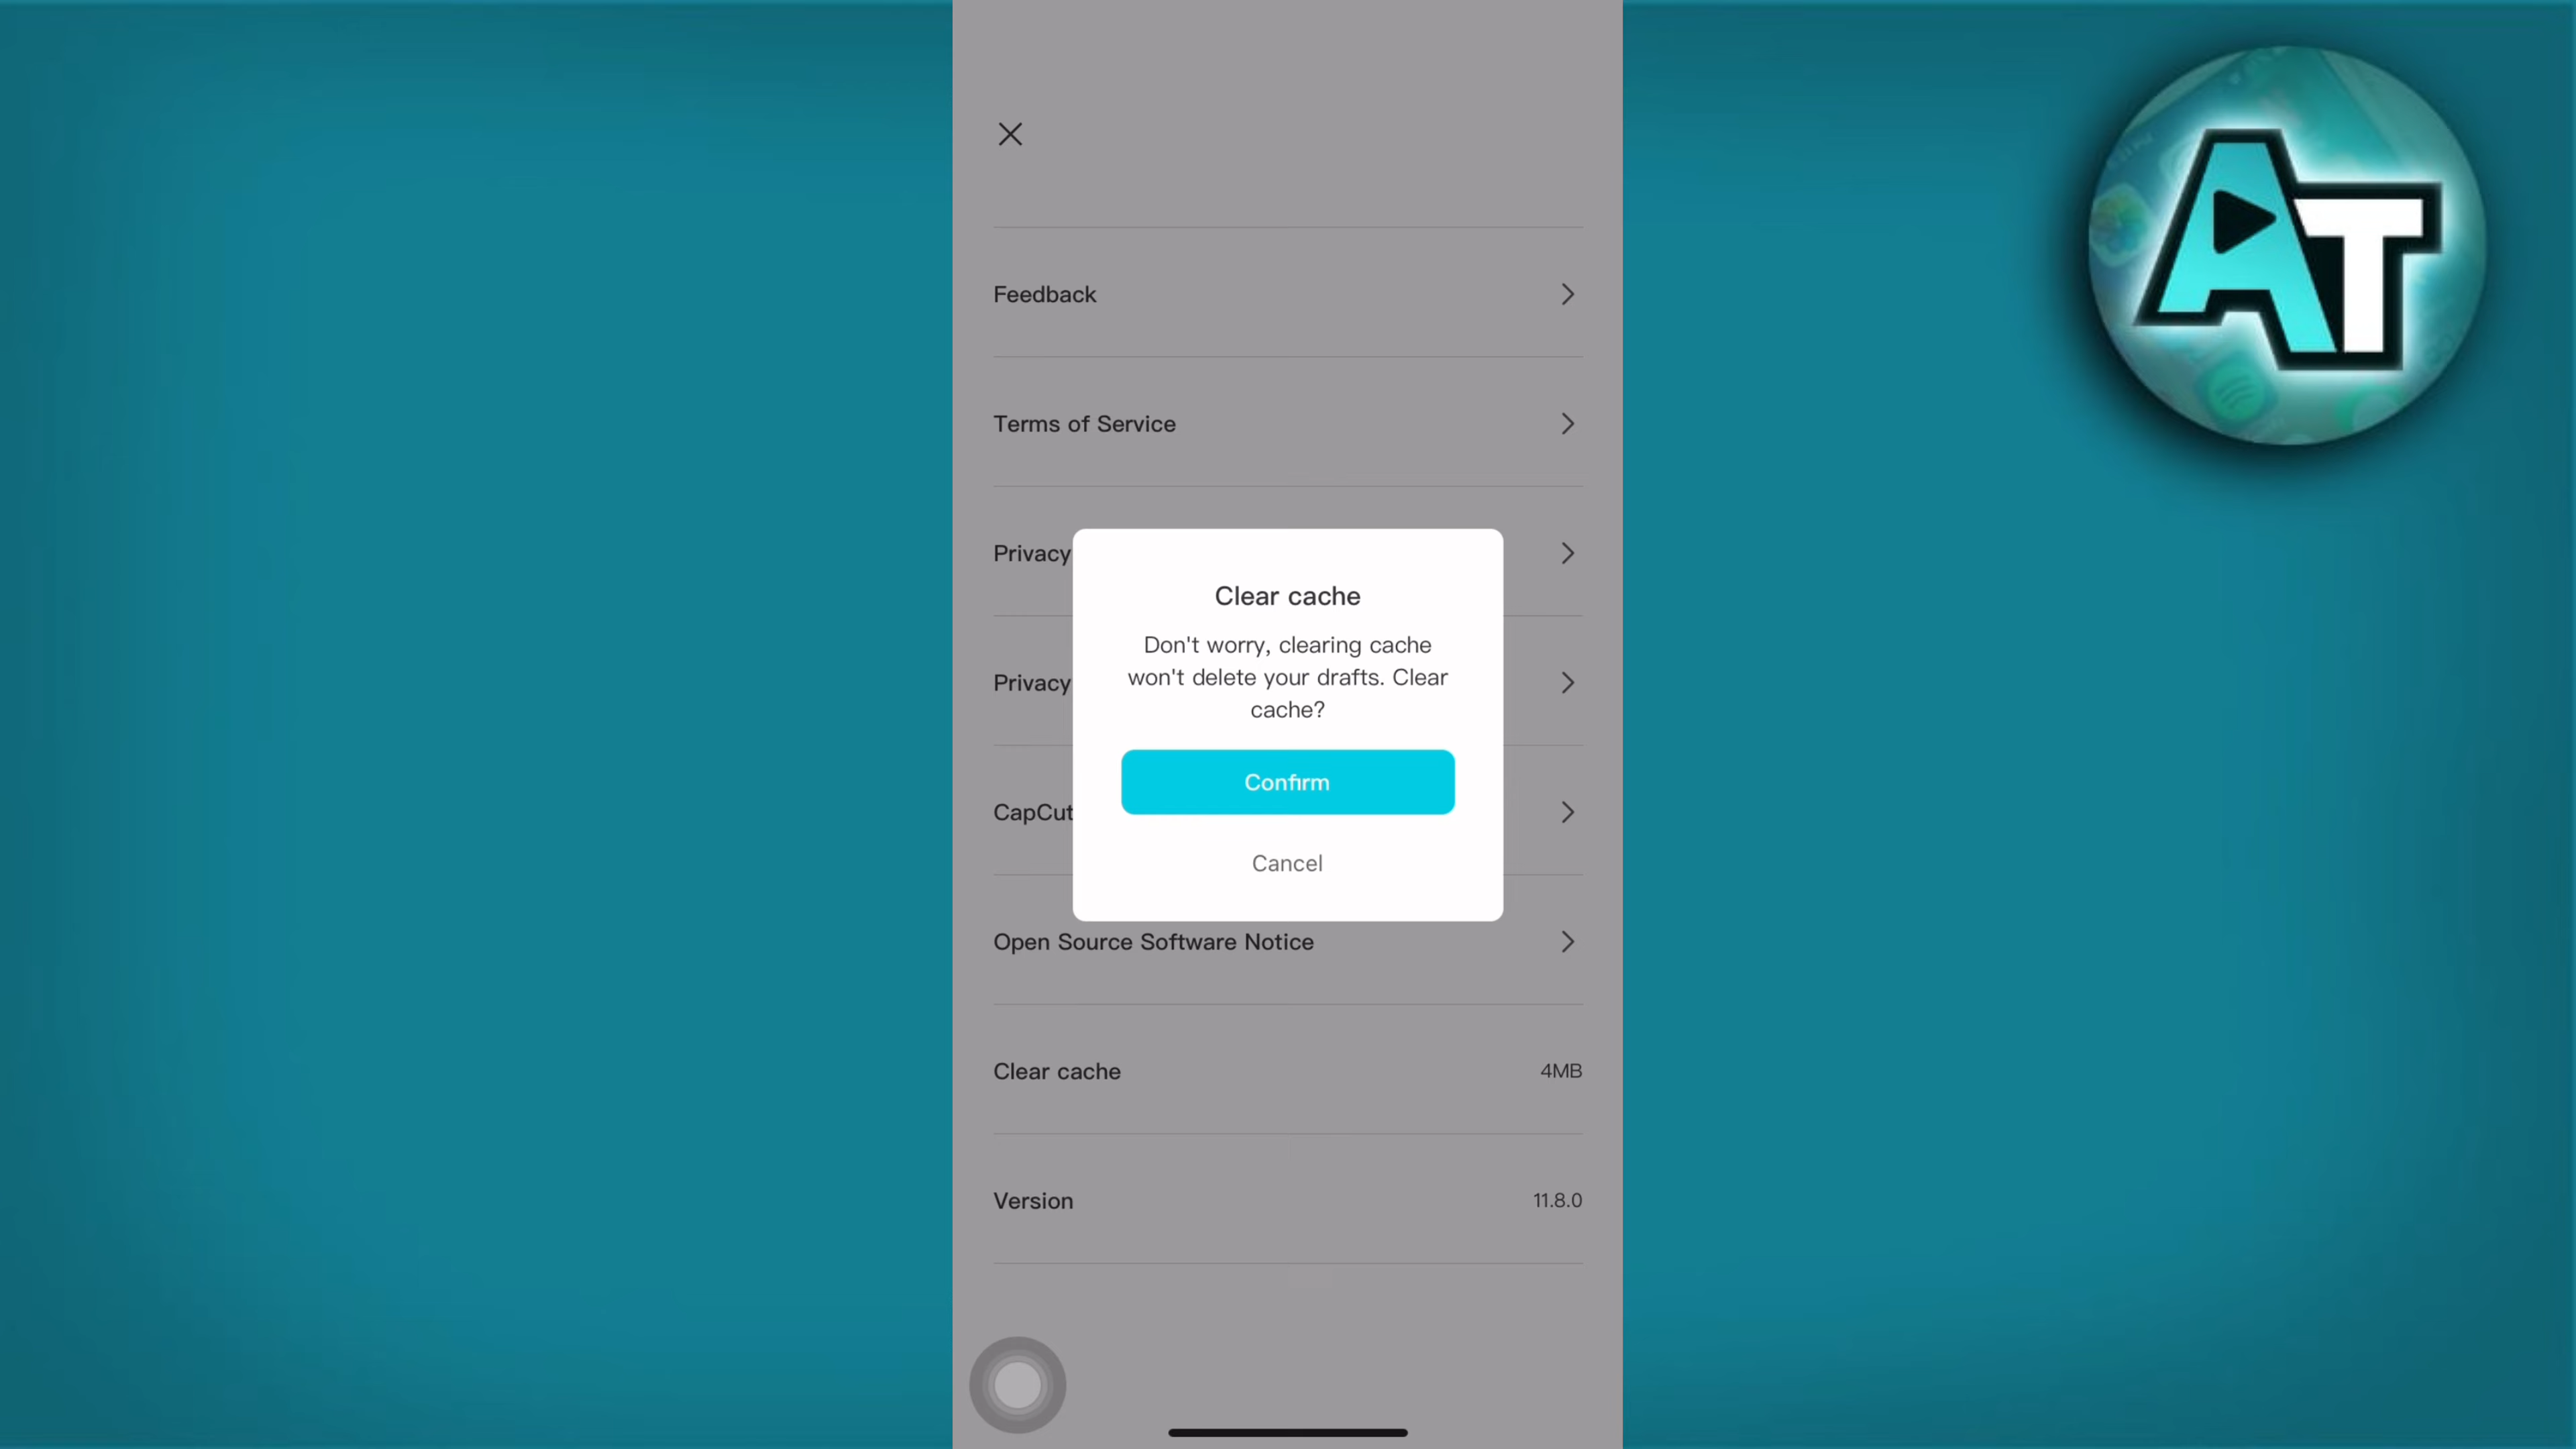 AT
Feedback
Terms of Service
Privacy
Privacy
CapCut
Clear cache
Don't worry, clearing cache
won't delete your drafts. Clear
cache?
Confirm
Cancel
Open Source Software Notice
Clear cache 4MB
Version 11.8.0